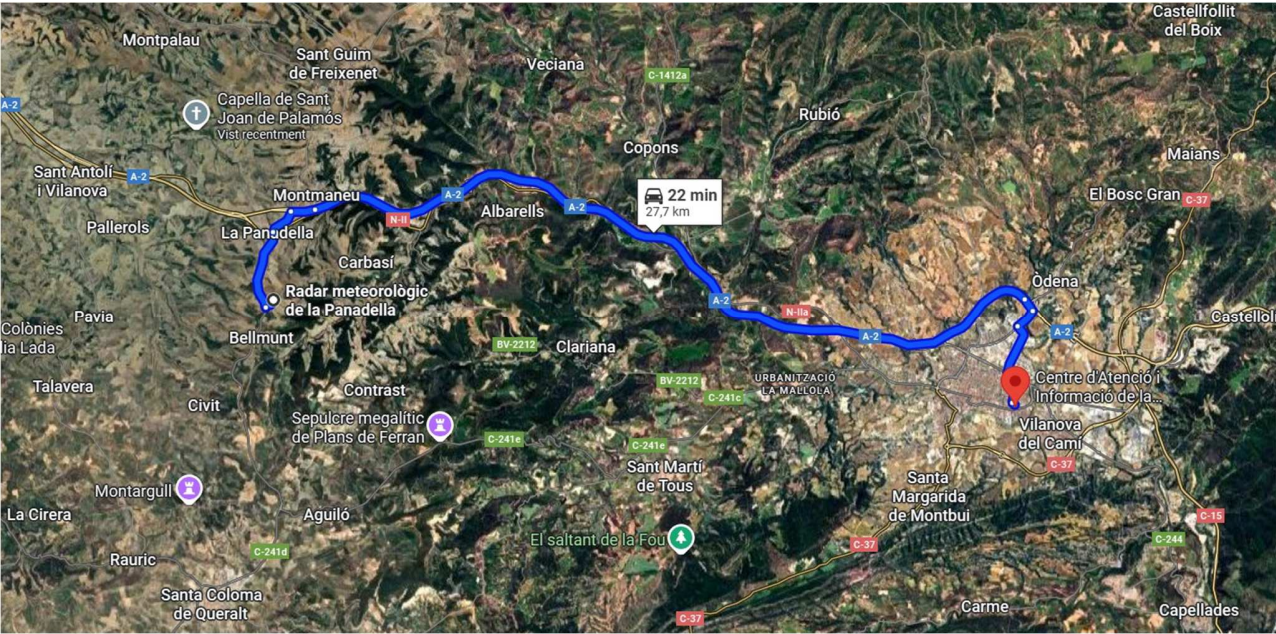 Castellfollit
del Boix
Montpalau
Sant Guim
de Freixenet
Veciana
C-1412a
A-2
Capella de Sant
Joan de Palamós
Vist recentment
Rubió
Copons
Maians
Sant Antolí
i Vilanova
A-2
Montmaneu
A-2
22 min
27,7 km
El Bosc Gran
C-37
Albarells
A-2
N-II
Pallerols
La Panadella
Carbasí
Òdena
Radar meteorològic
de la Panadella
A-2
N-IIa
Pavia
Colònies
lia Lada
Bellmunt
A-2
A-2
Castelloli
BV-2212
Clariana
Talavera
Contrast
BV-2212
URBANITZACIÓ
LA MALLOLA
C-241c
Centre d'Atenció i
Informació de la...
Civit
Sepulcre megalític
de Plans de Ferran
C-241e
C-241e
Vilanova
del Camí
C-37
Sant Martí
de Tous
Santa
Margarida
de Montbui
Montargull
La Cirera
Aguiló
C-15
El saltant de la Fou
C-37
C-244
C-241d
Rauric
Santa Coloma
de Queralt
C-37
Carme
Capellades